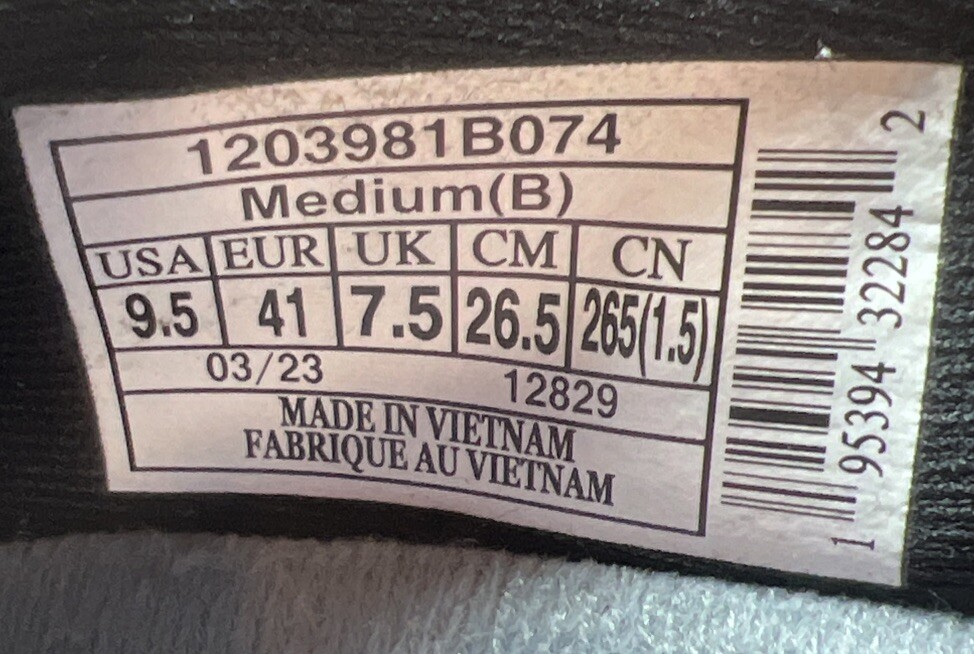 1203981B074
Medium(B)
USA EUR UK CM CN
9.5 41 7.5 26.5 265(1.5)
03/23 12829
MADE IN VIETNAM
FABRIQUE AU VIETNAM
1 95394 32284 2